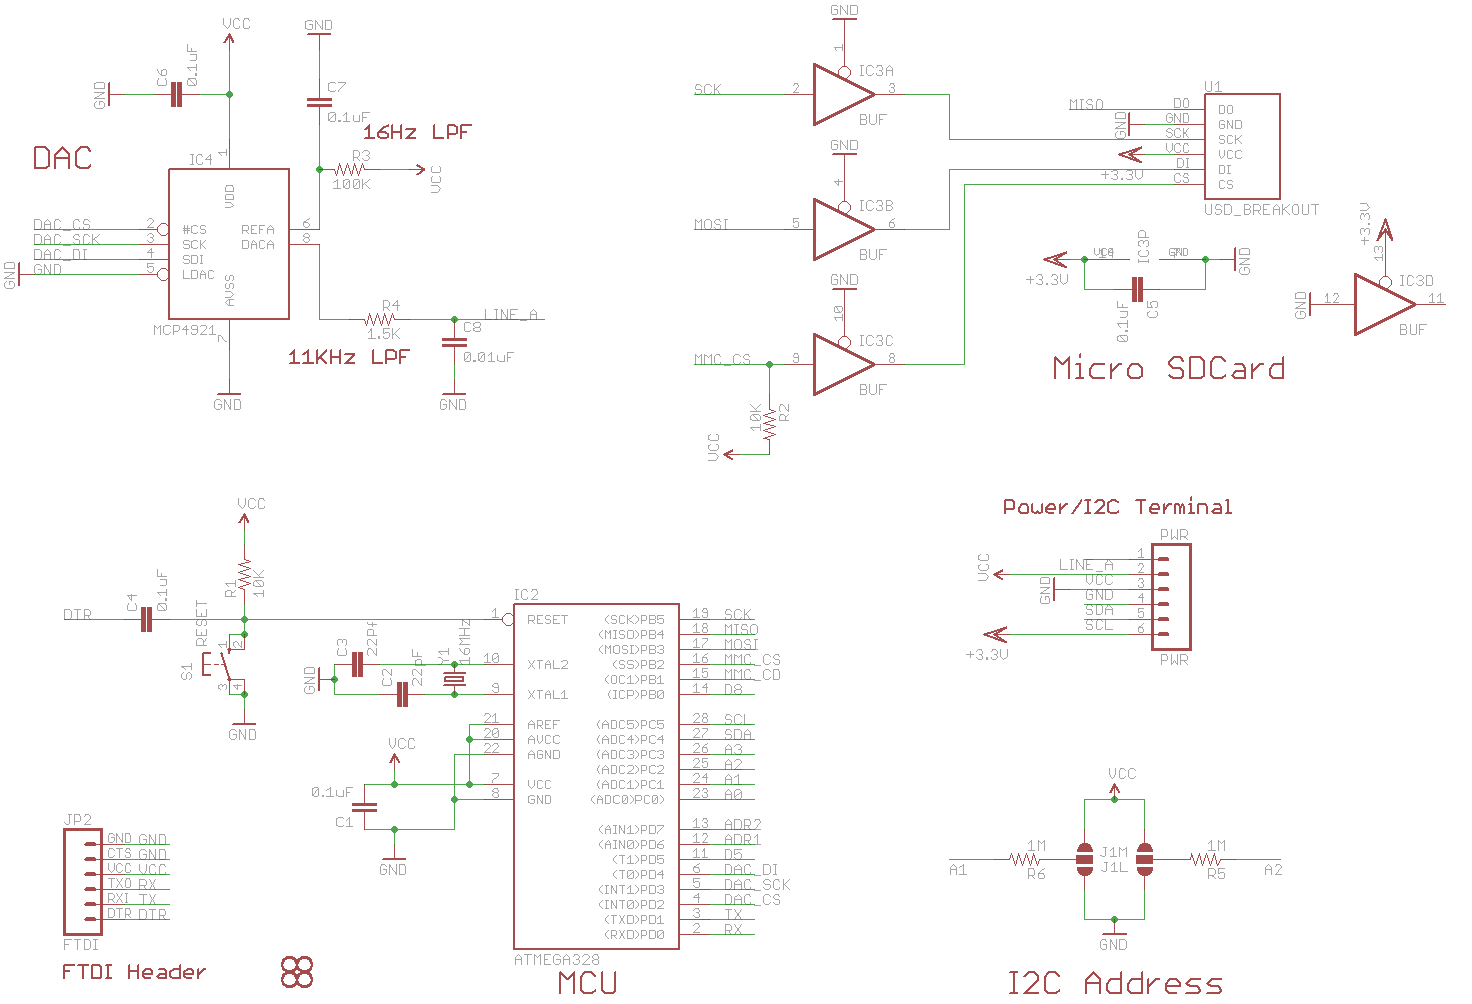 DAC
VCC
GND
C6
0.1uF
GND
C7
0.1uF
16Hz LPF
R3
100K
VCC
IC4
1
VDD
DAC_CS
2
#CS
REFA
6
DAC_SCK
3
SCK
DACA
8
DAC_DI
4
SDI
GND
GND
5
LDAC
AVSS
MCP4921
7
GND
R4
1.5K
LINE_A
C8
0.01uF
11KHz LPF
GND
GND
1
IC3A
SCK
2
3
BUF
GND
4
IC3B
MOSI
5
6
BUF
GND
10
IC3C
MMC_CS
9
8
BUF
10K
R2
VCC
U1
MISO
DO
DO
GND
GND
GND
SCK
SCK
VCC
VCC
+3.3V
DI
DI
CS
CS
USD_BREAKOUT
+3.3V
VCC
14
IC3P
GND
7
GND
0.1uF
C5
+3.3V
13
IC3D
GND
12
11
BUF
Micro SDCard
VCC
R1
10K
DTR
C4
0.1uF
RESET
S1
1
2
3
4
GND
C3
22Pf
C2
22pF
GND
Y1
16MHz
VCC
0.1uF
C1
GND
IC2
1
RESET
(SCK)PB5
19
SCK
(MISO)PB4
18
MISO
(MOSI)PB3
17
MOSI
10
XTAL2
(SS)PB2
16
MMC_CS
(OC1)PB1
15
MMC_CD
9
XTAL1
(ICP)PB0
14
D8
21
AREF
(ADC5)PC5
28
SCL
20
AVCC
(ADC4)PC4
27
SDA
22
AGND
(ADC3)PC3
26
A3
(ADC2)PC2
25
A2
7
VCC
(ADC1)PC1
24
A1
8
GND
(ADC0)PC0)
23
A0
(AIN1)PD7
13
ADR2
(AIN0)PD6
12
ADR1
(T1)PD5
11
D5
(T0)PD4
6
DAC_DI
(INT1)PD3
5
DAC_SCK
(INT0)PD2
4
DAC_CS
(TXD)PD1
3
TX
(RXD)PD0
2
RX
ATMEGA328
MCU
JP2
GND GND
CTS GND
VCC VCC
TXO RX
RXI TX
DTR DTR
FTDI
FTDI Header
Power/I2C Terminal
PWR
1
LINE_A
2
VCC
VCC
3
GND
GND
4
SDA
5
SCL
6
+3.3V
PWR
VCC
1M
R6
A1
J1M
J1L
1M
R5
A2
GND
I2C Address